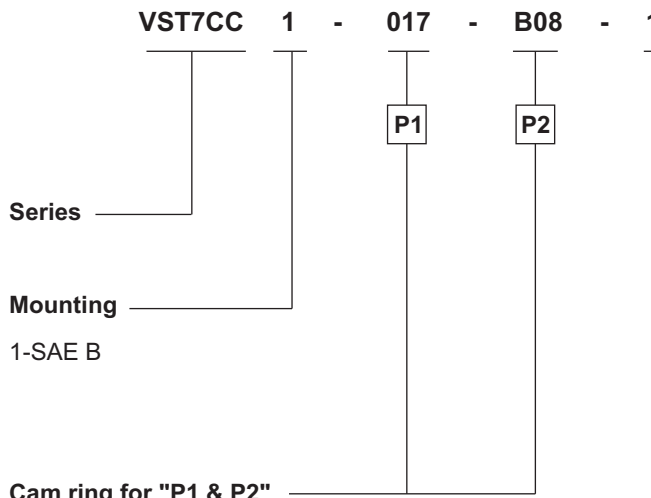 VST7CC 1 - 017 - B08 -
P1 P2
Series
Mounting
1-SAE B
Cam ring for "P1 & P2"